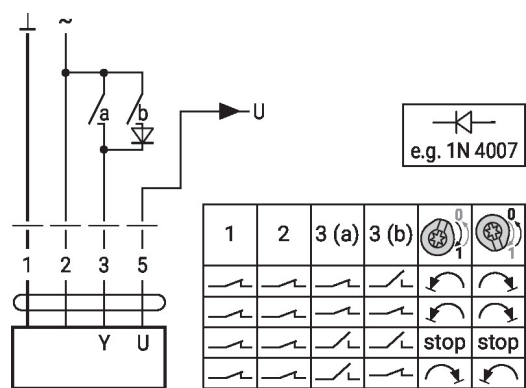 ⊥ ~
a b
U
e.g. 1N 4007
1 2 3 5
Y U
1 2 3 (a) 3 (b) 0 1 0 1
stop stop